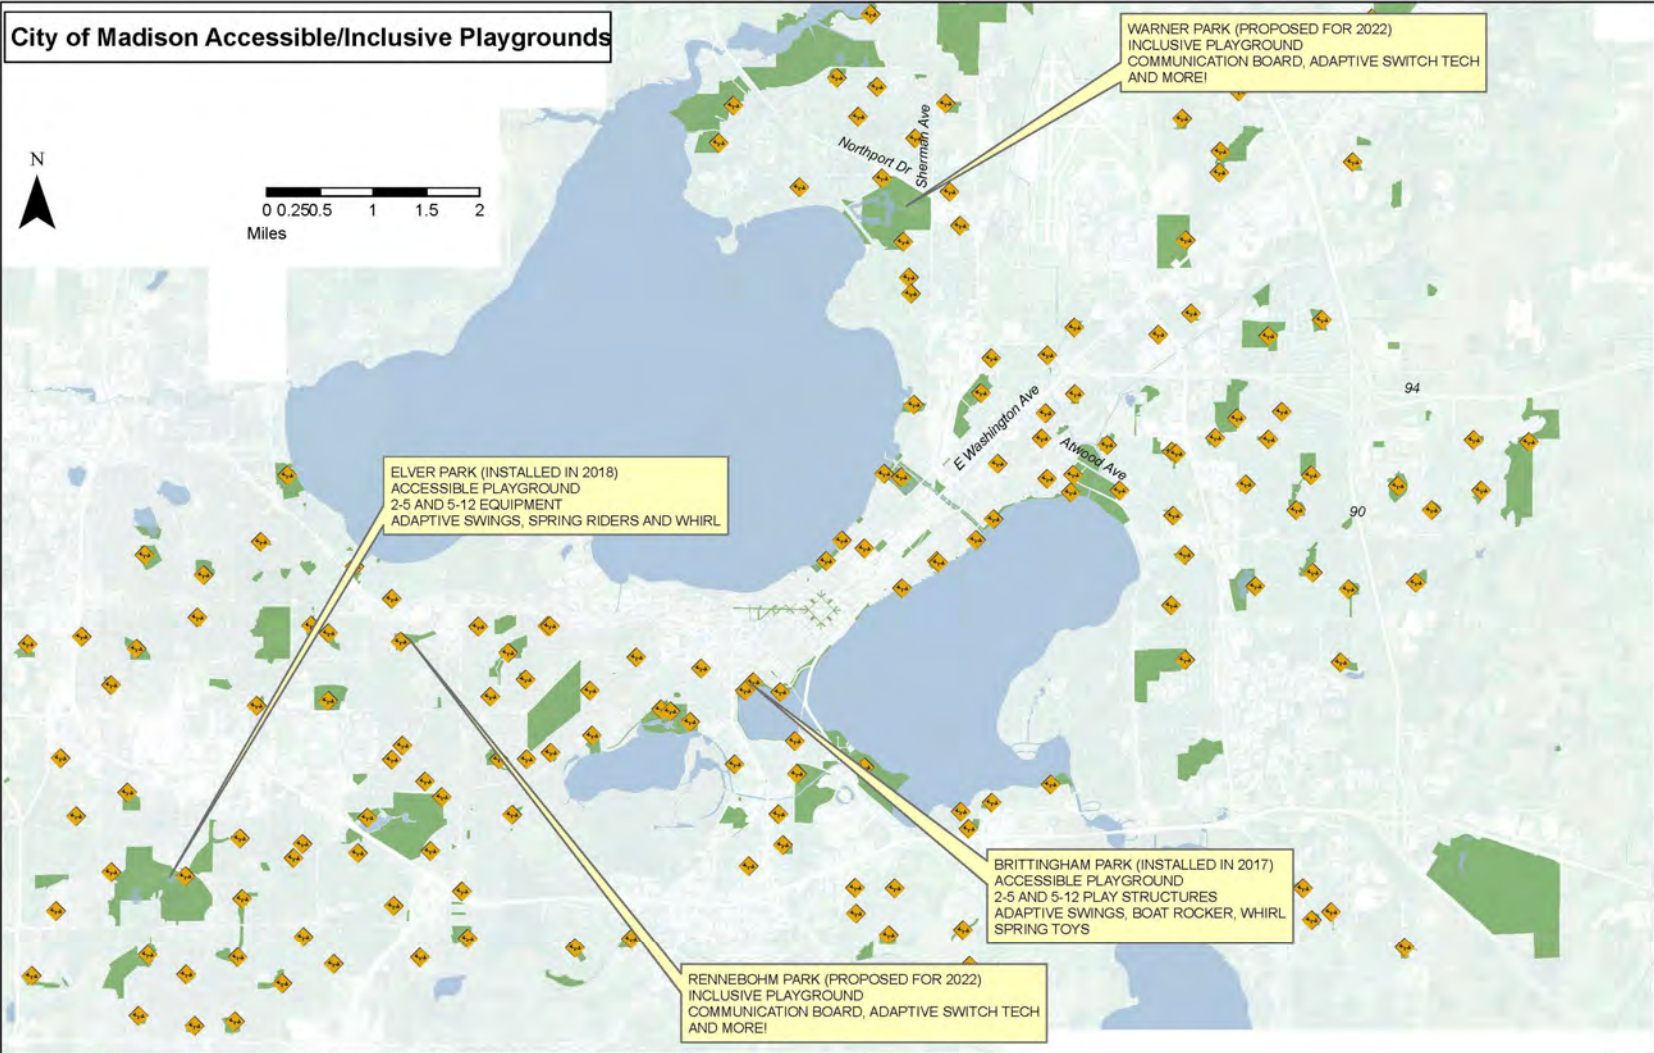 City of Madison Accessible/Inclusive Playgrounds
WARNER PARK (PROPOSED FOR 2022)
INCLUSIVE PLAYGROUND
COMMUNICATION BOARD, ADAPTIVE SWITCH TECH
AND MORE!
N
0 0.25 0.5 1 1.5 2
Miles
Northport Dr
Sherman Ave
94
E Washington Ave
Atwood Ave
90
ELVER PARK (INSTALLED IN 2018)
ACCESSIBLE PLAYGROUND
2-5 AND 5-12 EQUIPMENT
ADAPTIVE SWINGS, SPRING RIDERS AND WHIRL
BRITTINGHAM PARK (INSTALLED IN 2017)
ACCESSIBLE PLAYGROUND
2-5 AND 5-12 PLAY STRUCTURES
ADAPTIVE SWINGS, BOAT ROCKER, WHIRL
SPRING TOYS
RENNEBOHM PARK (PROPOSED FOR 2022)
INCLUSIVE PLAYGROUND
COMMUNICATION BOARD, ADAPTIVE SWITCH TECH
AND MORE!